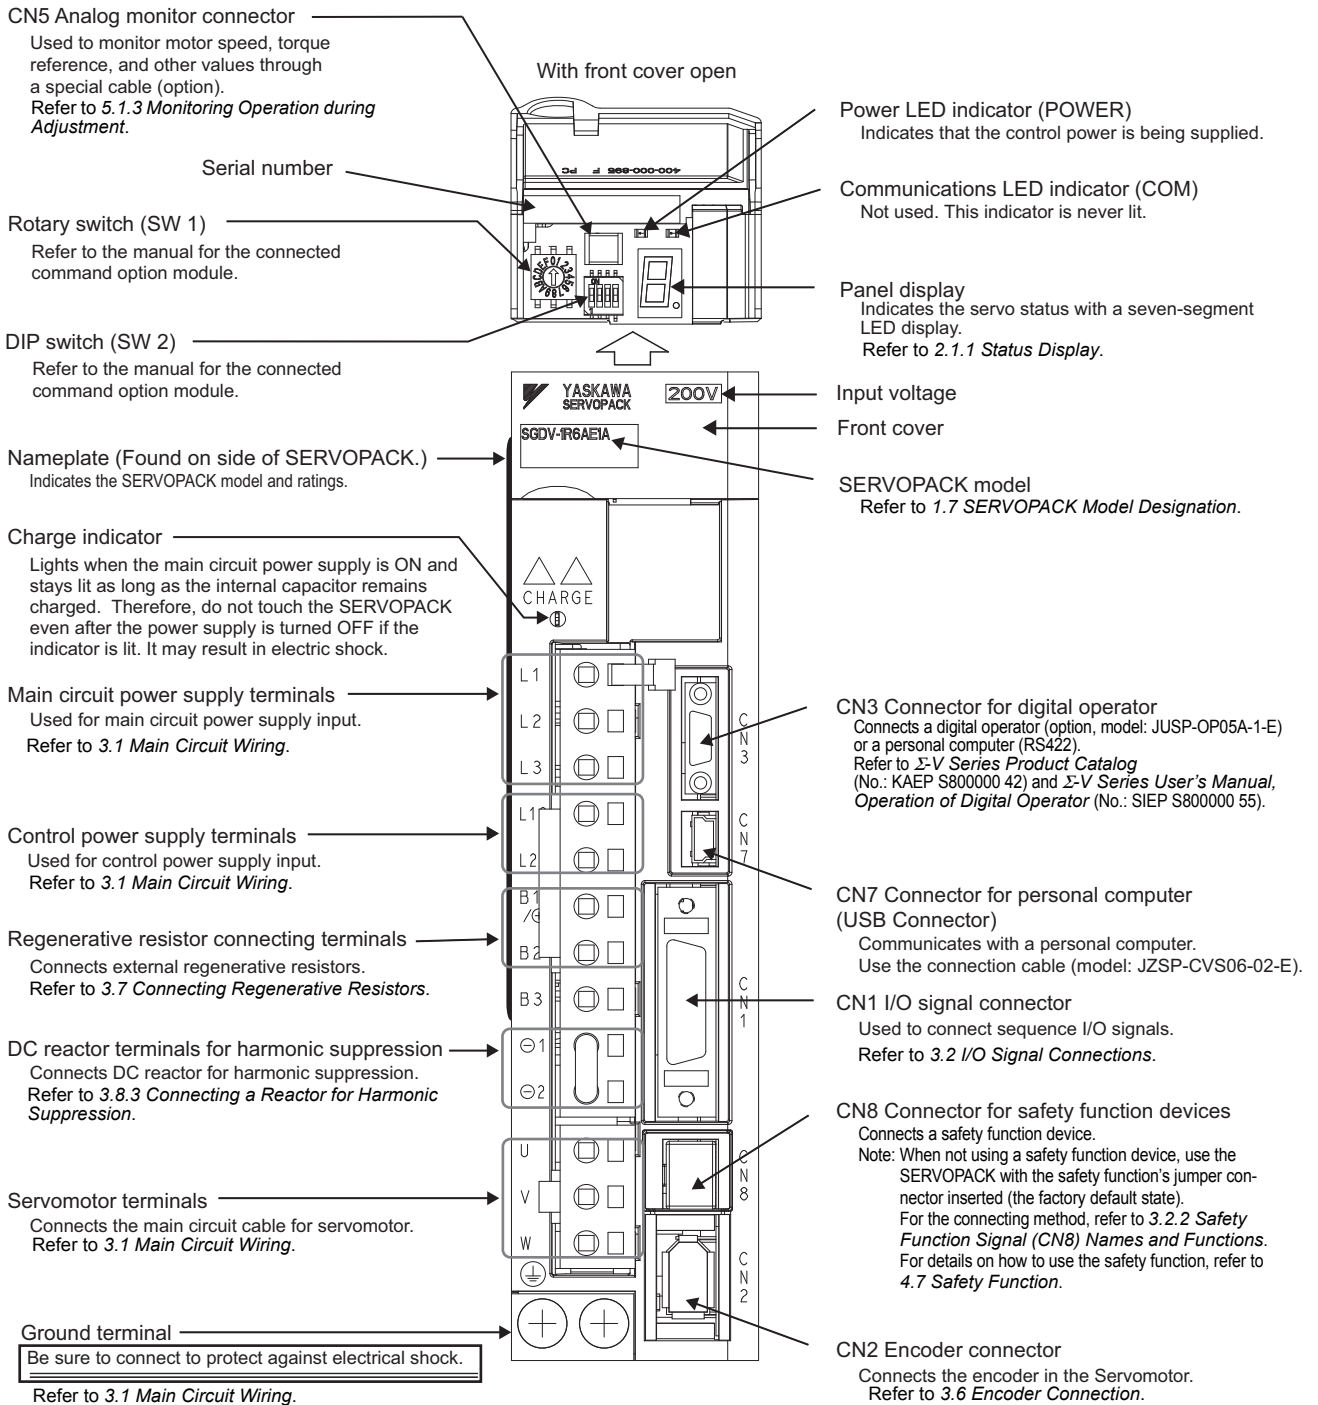 CN5 Analog monitor connector
Used to monitor motor speed, torque
reference, and other values through
a special cable (option).
Refer to 5.1.3 Monitoring Operation during
Adjustment.
Serial number
Rotary switch (SW 1)
Refer to the manual for the connected
command option module.
DIP switch (SW 2)
Refer to the manual for the connected
command option module.
Nameplate (Found on side of SERVOPACK.)
Indicates the SERVOPACK model and ratings.
Charge indicator
Lights when the main circuit power supply is ON and
stays lit as long as the internal capacitor remains
charged. Therefore, do not touch the SERVOPACK
even after the power supply is turned OFF if the
indicator is lit. It may result in electric shock.
Main circuit power supply terminals
Used for main circuit power supply input.
Refer to 3.1 Main Circuit Wiring.
Control power supply terminals
Used for control power supply input.
Refer to 3.1 Main Circuit Wiring.
Regenerative resistor connecting terminals
Connects external regenerative resistors.
Refer to 3.7 Connecting Regenerative Resistors.
DC reactor terminals for harmonic suppression
Connects DC reactor for harmonic suppression.
Refer to 3.8.3 Connecting a Reactor for Harmonic
Suppression.
Servomotor terminals
Connects the main circuit cable for servomotor.
Refer to 3.1 Main Circuit Wiring.
Ground terminal
Be sure to connect to protect against electrical shock.
Refer to 3.1 Main Circuit Wiring.
With front cover open
400-000-895 F PC
0123456789ABCDEF
ON
1
YASKAWA
SERVOPACK
200V
SGDV-1R6AE1A
CHARGE
L1
L2
L3
L1
L2
B1
/⊕
B2
B3
⊖1
⊖2
U
V
W
CN3
CN7
CN1
CN8
CN2
Power LED indicator (POWER)
Indicates that the control power is being supplied.
Communications LED indicator (COM)
Not used. This indicator is never lit.
Panel display
Indicates the servo status with a seven-segment
LED display.
Refer to 2.1.1 Status Display.
Input voltage
Front cover
SERVOPACK model
Refer to 1.7 SERVOPACK Model Designation.
CN3 Connector for digital operator
Connects a digital operator (option, model: JUSP-OP05A-1-E)
or a personal computer (RS422).
Refer to Σ-V Series Product Catalog
(No.: KAEP S800000 42) and Σ-V Series User's Manual,
Operation of Digital Operator (No.: SIEP S800000 55).
CN7 Connector for personal computer
(USB Connector)
Communicates with a personal computer.
Use the connection cable (model: JZSP-CVS06-02-E).
CN1 I/O signal connector
Used to connect sequence I/O signals.
Refer to 3.2 I/O Signal Connections.
CN8 Connector for safety function devices
Connects a safety function device.
Note: When not using a safety function device, use the
SERVOPACK with the safety function's jumper con-
nector inserted (the factory default state).
For the connecting method, refer to 3.2.2 Safety
Function Signal (CN8) Names and Functions.
For details on how to use the safety function, refer to
4.7 Safety Function.
CN2 Encoder connector
Connects the encoder in the Servomotor.
Refer to 3.6 Encoder Connection.